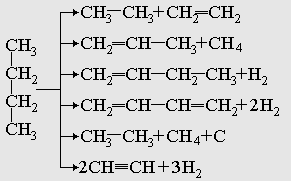 CH₃
CH₂
CH₂
CH₃
CH₃—CH₃+CH₂=CH₂
CH₂=CH—CH₃+CH₄
CH₂=CH—CH₂—CH₃+H₂
CH₂=CH—CH=CH₂+2H₂
CH₃—CH₃+CH₄+C
2CH≡CH+3H₂